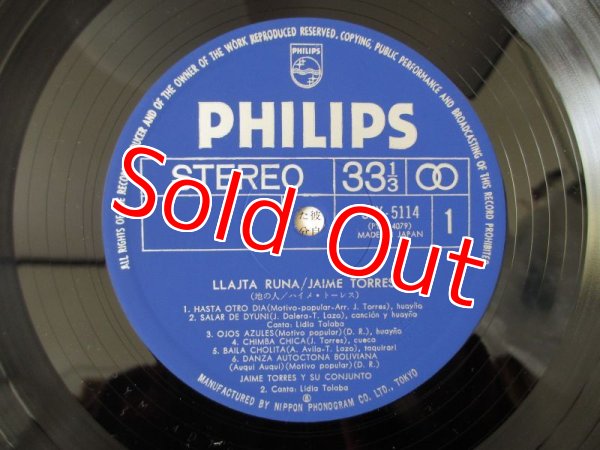 ALL RIGHTS OF THE RECORD PRODUCER AND OF THE OWNER OF THE WORK REPRODUCED RESERVED. COPYING, PUBLIC PERFORMANCE AND BROADCASTING OF THIS RECORD PROHIBITED
PHILIPS
PHILIPS
STEREO
33 1/3
5114
4079)
MADE JAPAN
1
Sold Out
LLAJTA RUNA/JAIME TORRES
(地の人/ハイメ・トーレス)
1. HASTA OTRO DIA(Motivo-popular-Arr. J. Torres), huayño
2. SALAR DE DYUNI(J. Dalera-T. Lazo), canción y huayño
Canta: Lidia Tolaba
3. OJOS AZULES(Motivo popular)(D. R.), huayño
4. CHIMBA CHICA(J. Torres), cueca
5. BAILA CHOLITA(A. Avila-T. Lazo), taquirari
6. DANZA AUTOCTONA BOLIVIANA
(Auqui Auqui)(Motivo popular)(D. R.)
JAIME TORRES Y SU CONJUNTO
2. Canta: Lidia Tolaba
MANUFACTURED BY NIPPON PHONOGRAM CO. LTD., TOKYO